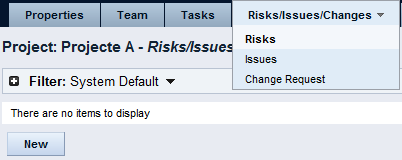 Properties Team Tasks Risks/Issues/Changes
Risks
Project: Projecte A - Risks/Issues
Issues
Filter: System Default
Change Request
There are no items to display
New